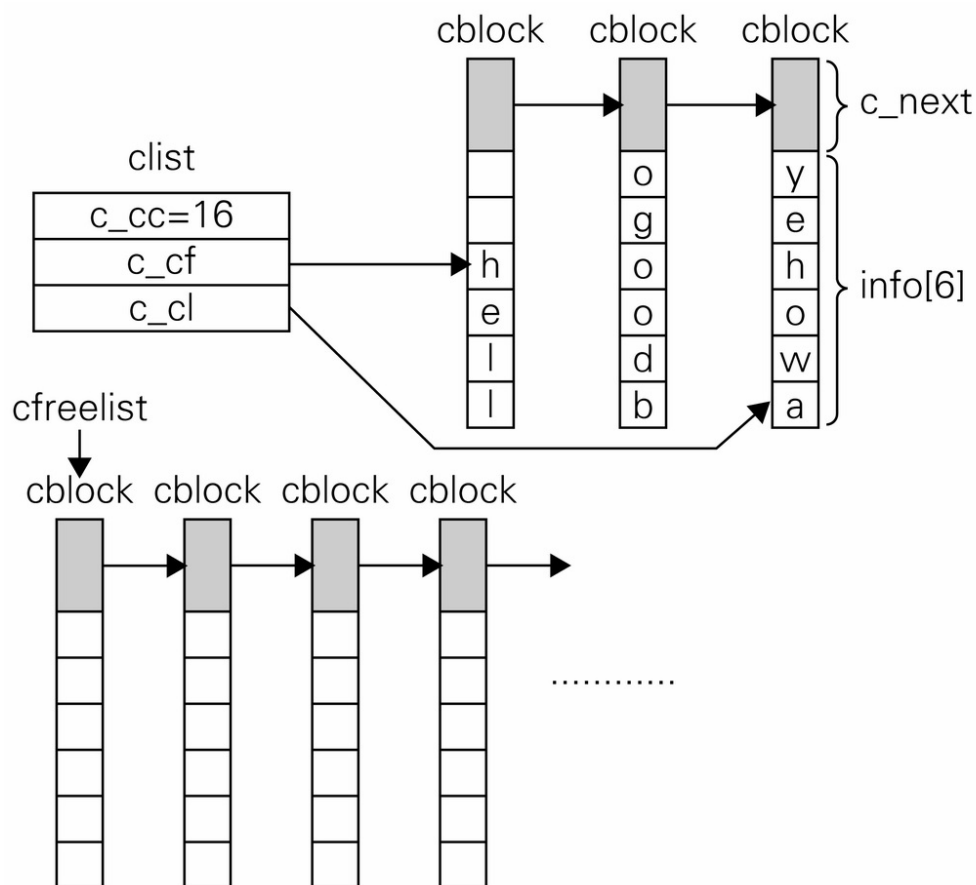 cblock cblock cblock
c_next
clist
c_cc=16
c_cf
c_cl
h
e
l
l
o
g
o
o
d
b
y
e
h
o
w
a
info[6]
cfreelist
cblock cblock cblock cblock
............